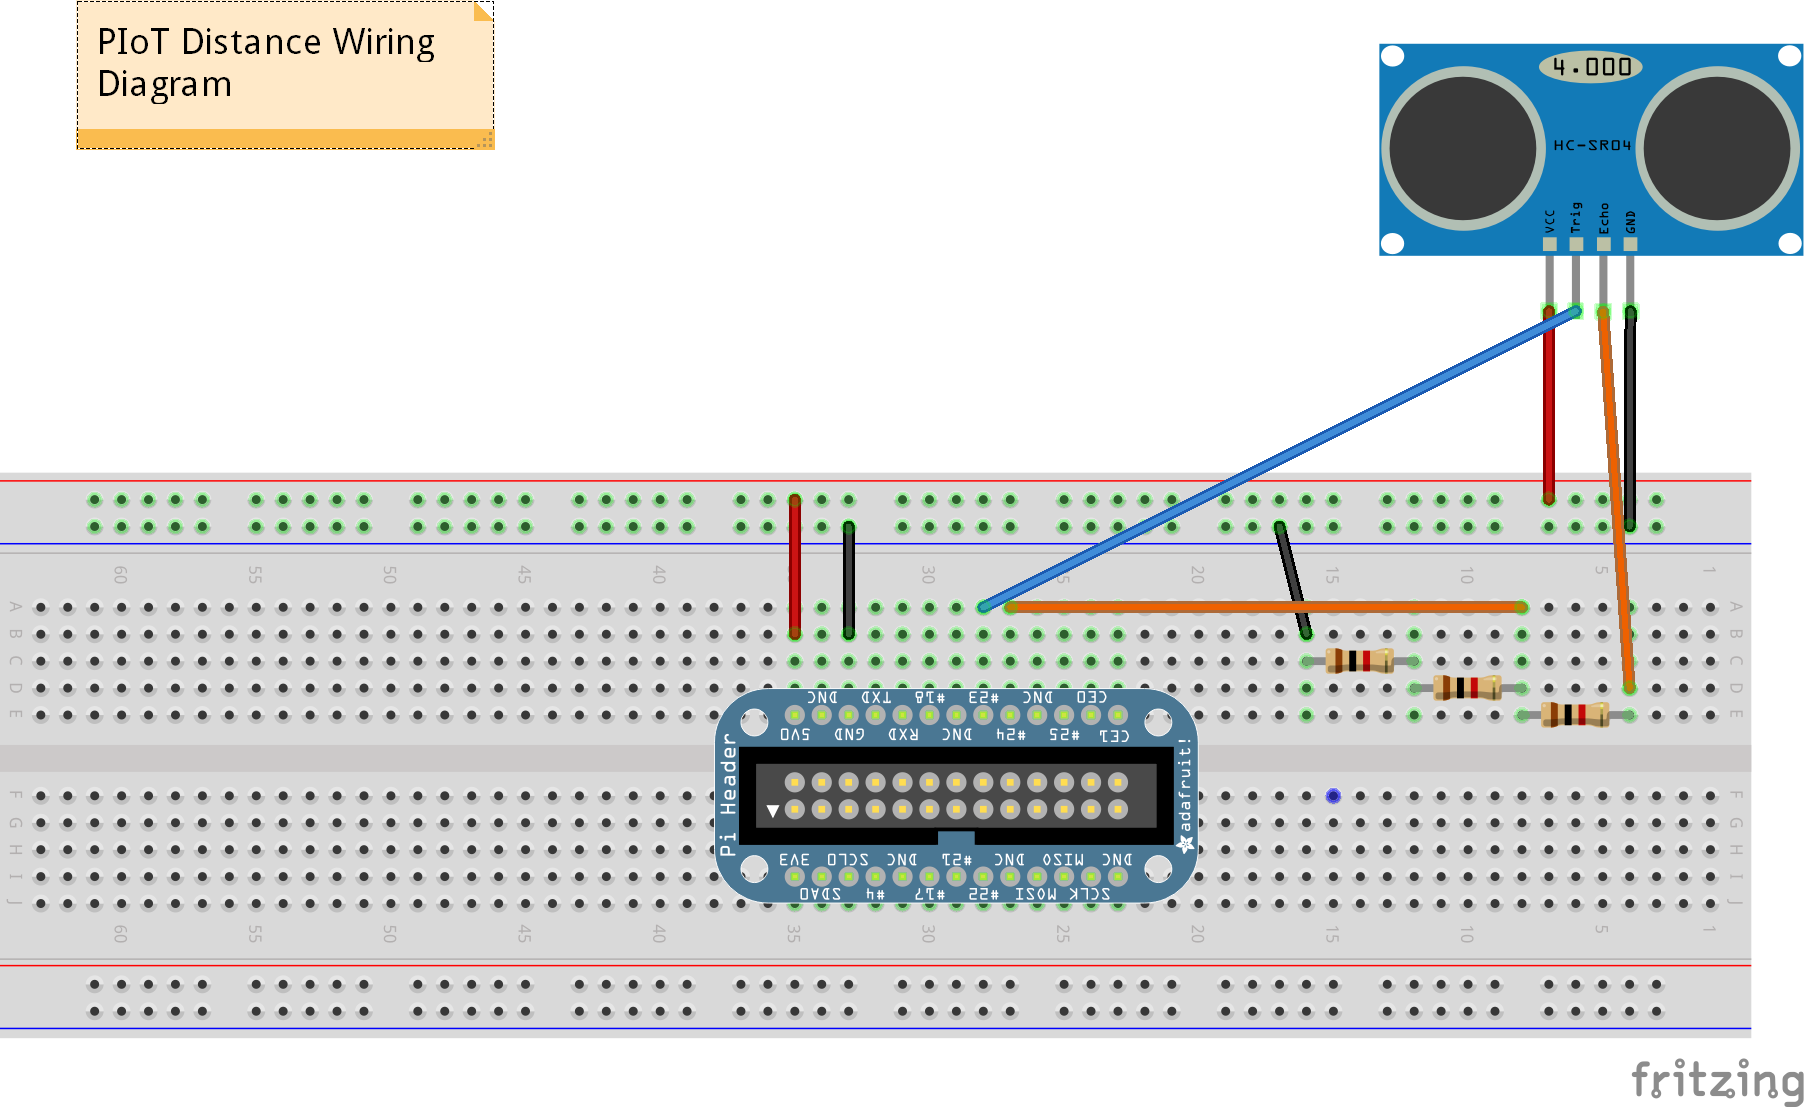 PIoT Distance Wiring
Diagram
4.000
HC-SR04
VCC Trig Echo GND
60 55 50 45 40 30 25 20 15 10 5 1
A A
B B
C C
D D
E E
DNC TXD #18 #23 DNC CE0
5V0 GND RXD DNC #24 #25 CE1
Pi Header
adafruit!
3V3 SCL0 DNC #21 DNC MISO DNC
SDA0 #4 #17 #22 MOSI SCLK
F F
G G
H H
I I
J J
60 55 50 45 40 35 30 25 20 15 10 5 1
fritzing